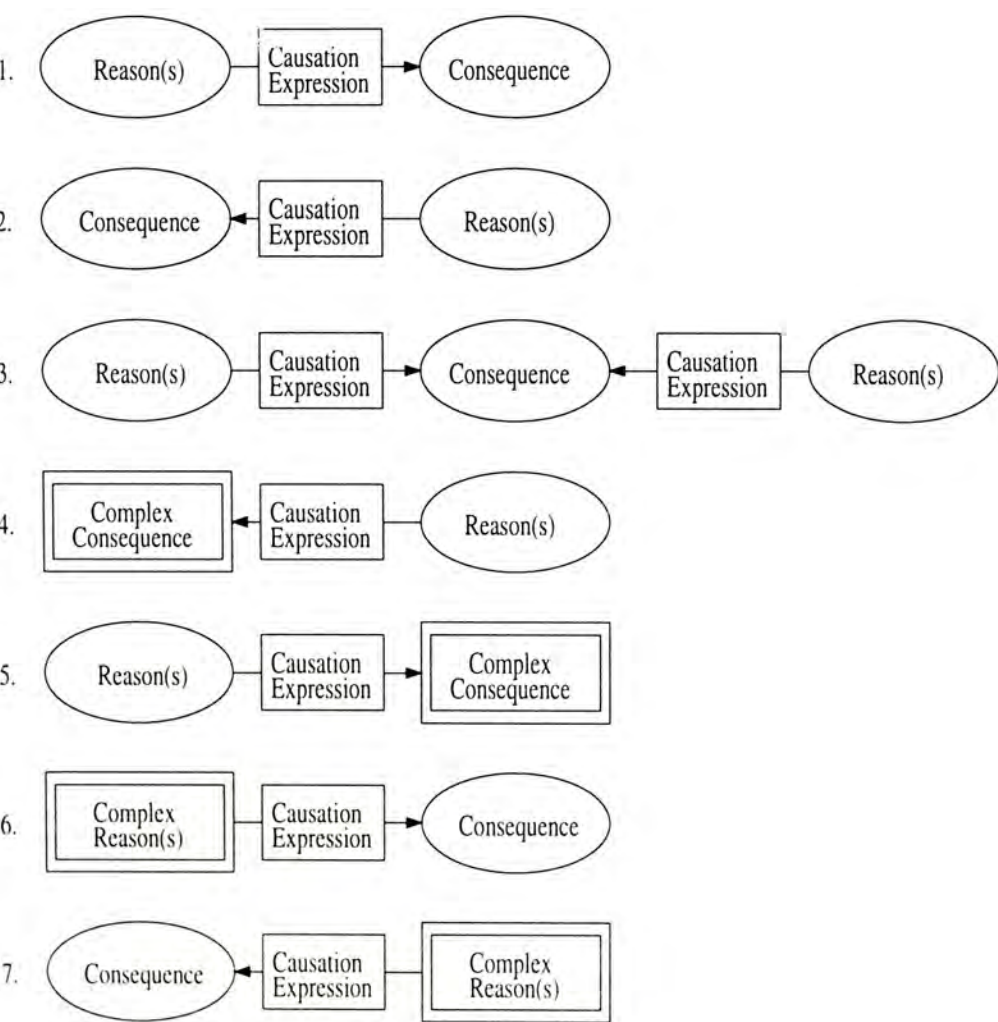 1. Reason(s) Causation Expression Consequence
2. Consequence Causation Expression Reason(s)
3. Reason(s) Causation Expression Consequence Causation Expression Reason(s)
4. Complex Consequence Causation Expression Reason(s)
5. Reason(s) Causation Expression Complex Consequence
6. Complex Reason(s) Causation Expression Consequence
7. Consequence Causation Expression Complex Reason(s)